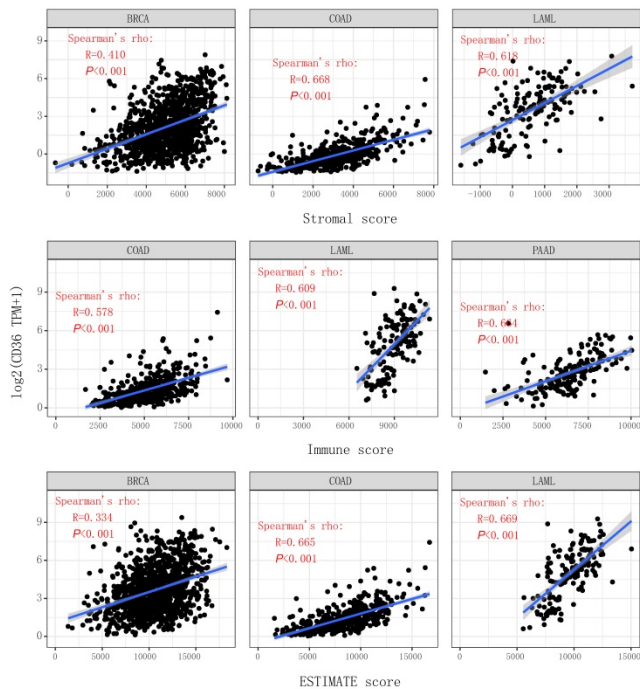 BRCA COAD LAML
Spearman's rho: Spearman's rho: Spearman's rho:
R=0.410 R=0.668 R=0.618
P<0.001 P<0.001 P<0.001
9
6
3
0
0 2000 4000 6000 8000 0 2000 4000 6000 8000 -1000 0 1000 2000 3000
Stromal score
COAD LAML PAAD
Spearman's rho: Spearman's rho: Spearman's rho:
R=0.578 R=0.609
P<0.001 P<0.001 P<0.001
log2(CD36 TPM+1)
9
6
3
0
0 2500 5000 7500 10000 0 3000 6000 9000 0 2500 5000 7500 10000
Immune score
BRCA COAD LAML
Spearman's rho: Spearman's rho: Spearman's rho:
R=0.334 R=0.665 R=0.669
P<0.001 P<0.001 P<0.001
9
6
3
0
5000 10000 15000 0 5000 10000 15000 0 5000 10000 15000
ESTIMATE score